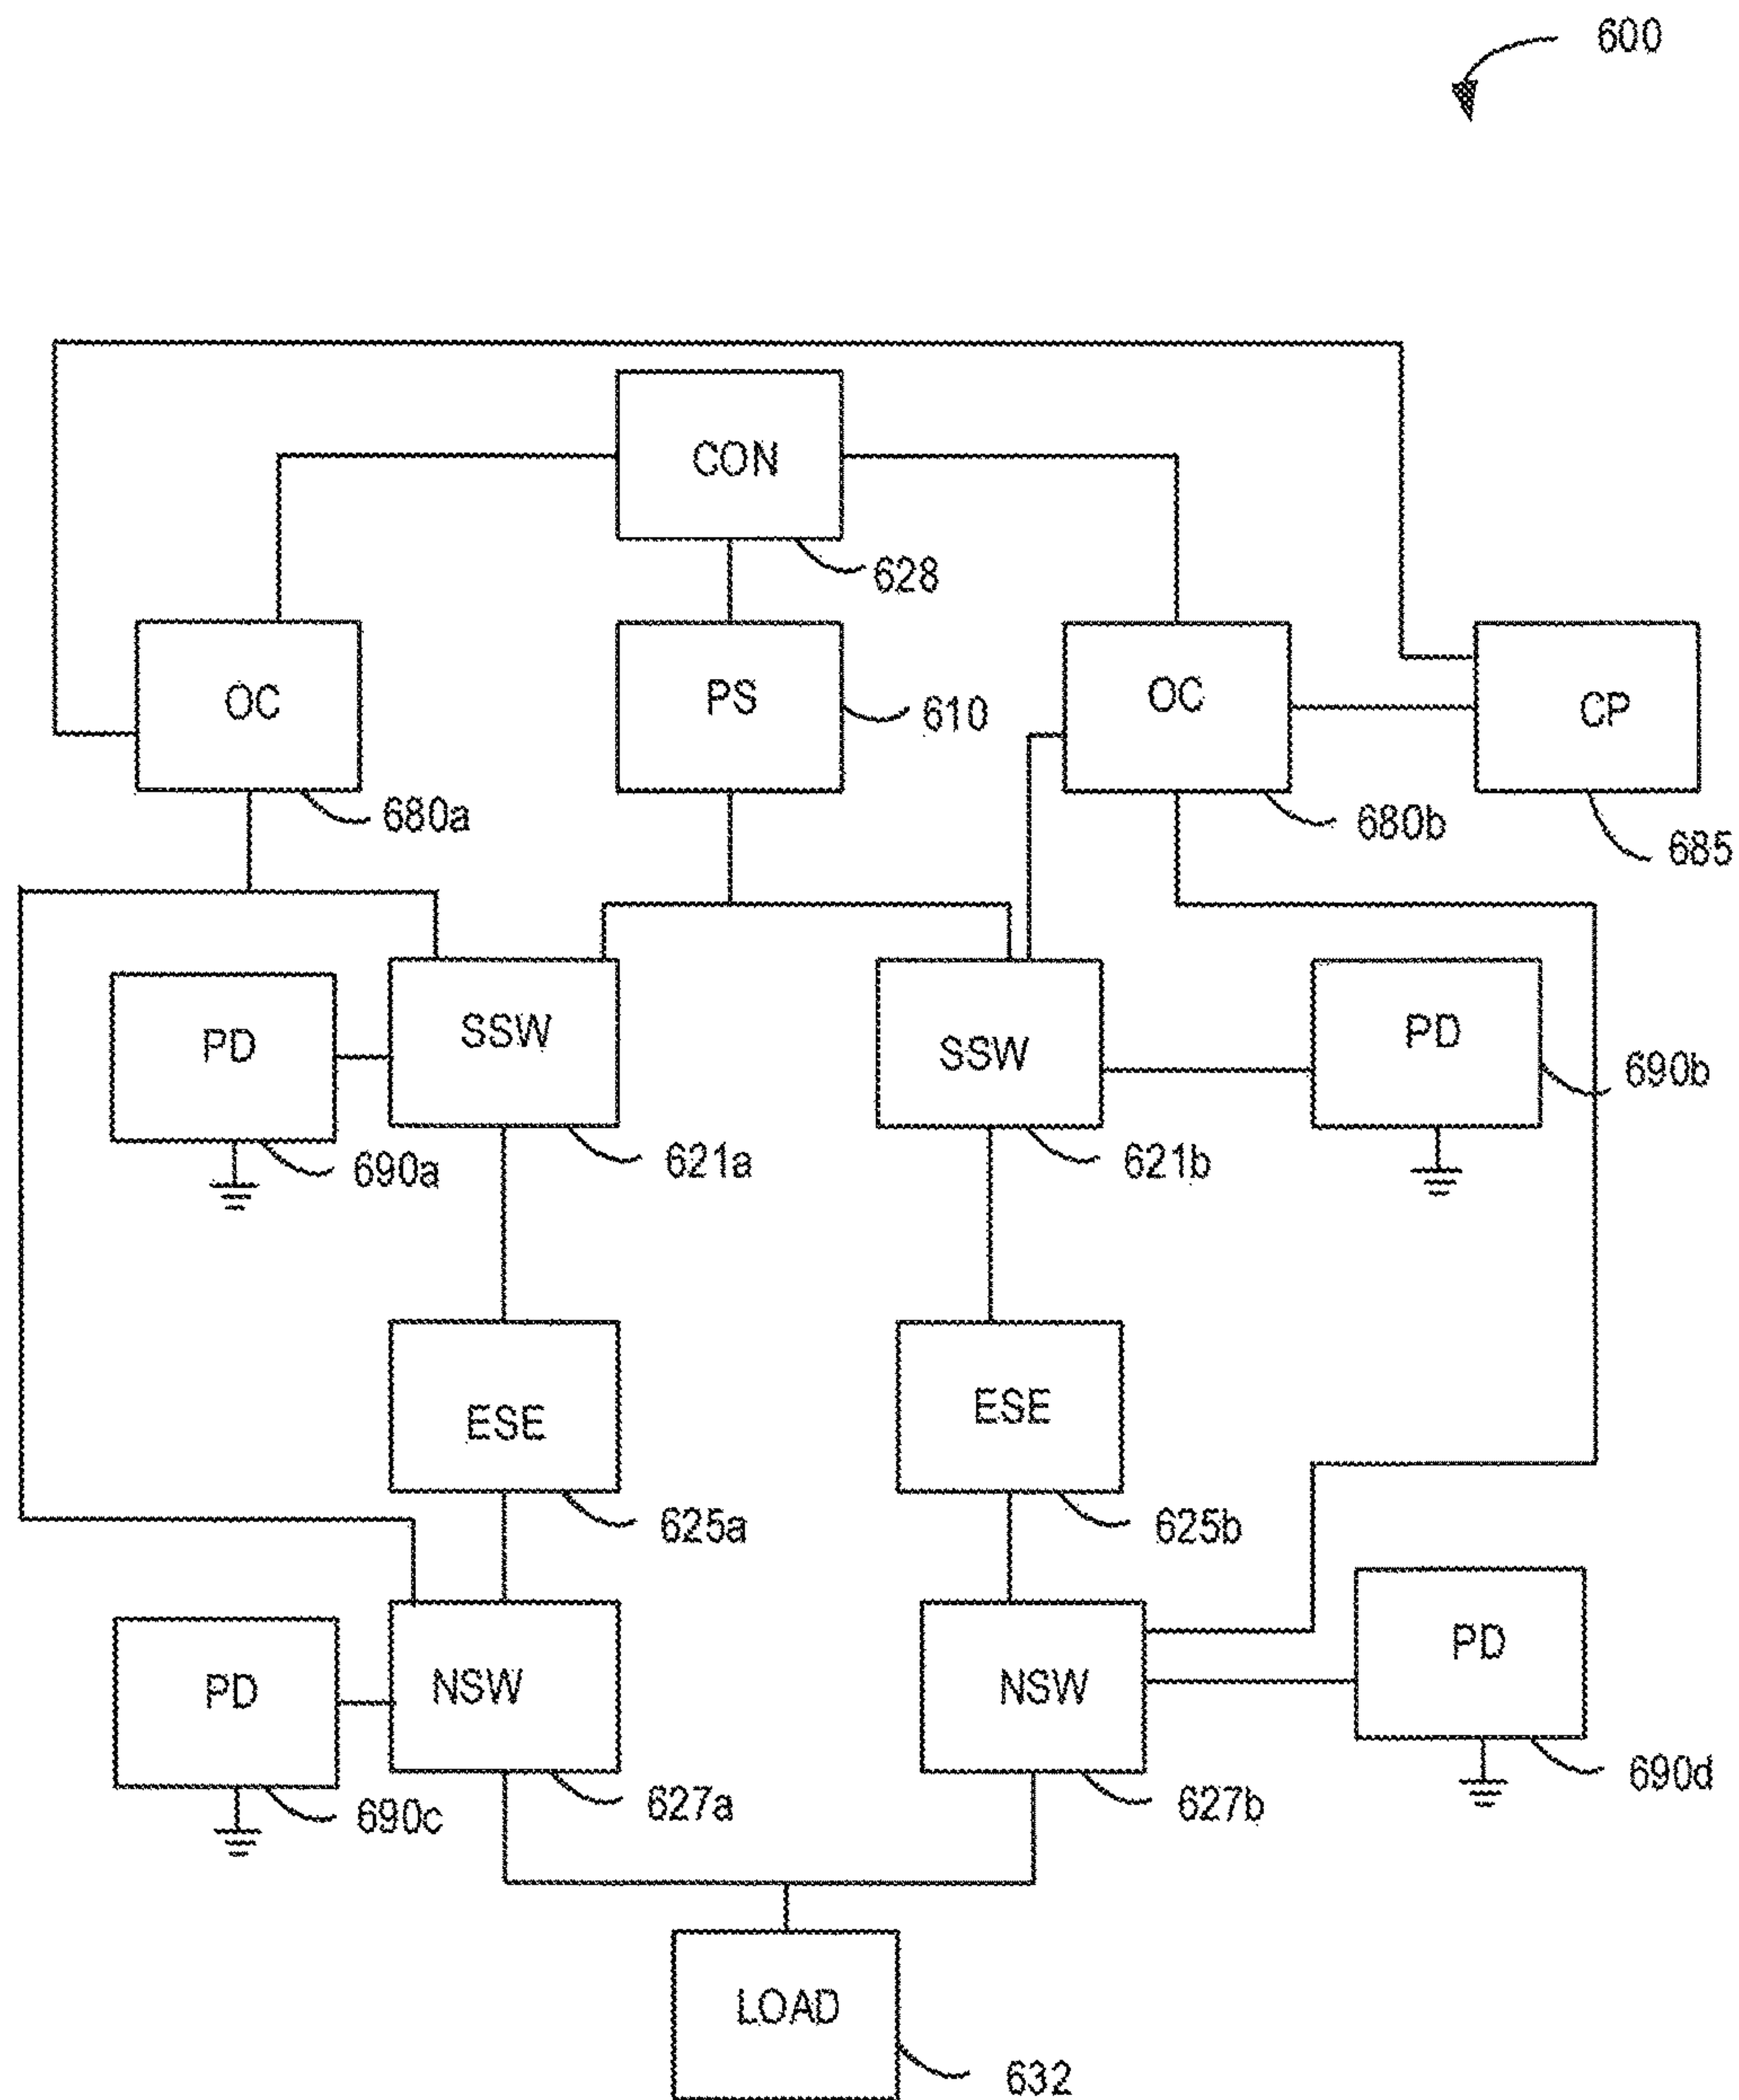 600
CON
628
OC
PS
OC
CP
610
680a
680b
685
PD
SSW
SSW
PD
690a
621a
621b
690b
ESE
ESE
625a
625b
PD
NSW
NSW
PD
690c
627a
627b
690d
LOAD
632